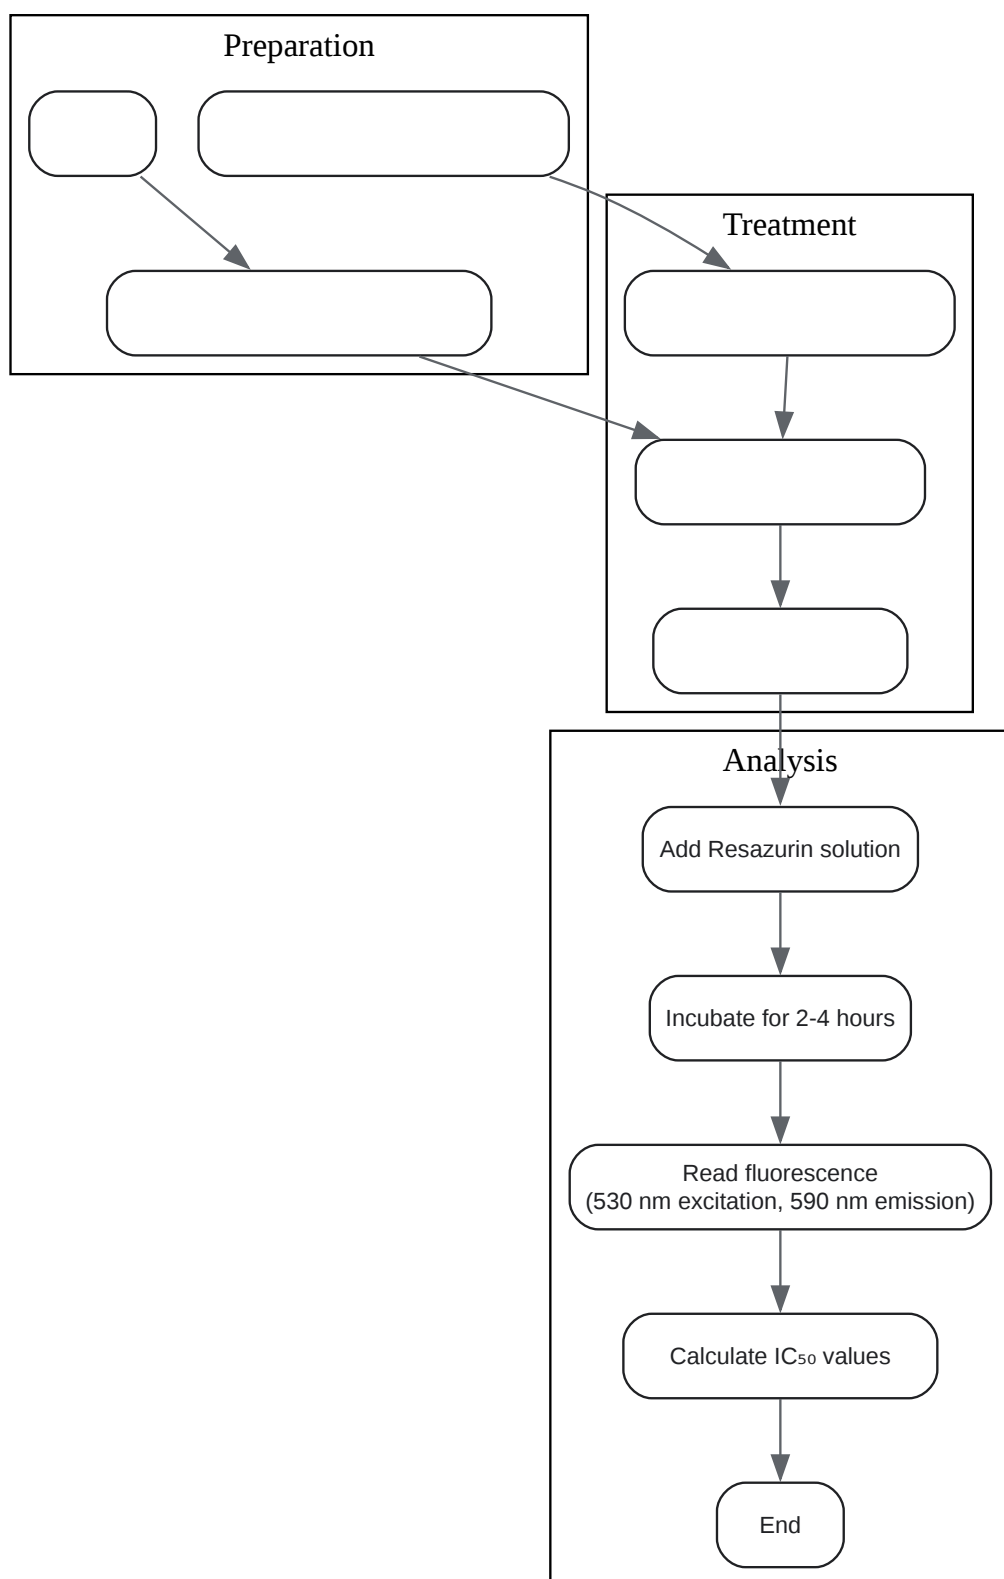 Preparation
Treatment
Analysis
Add Resazurin solution
Incubate for 2-4 hours
Read fluorescence
(530 nm excitation, 590 nm emission)
Calculate IC₅₀ values
End